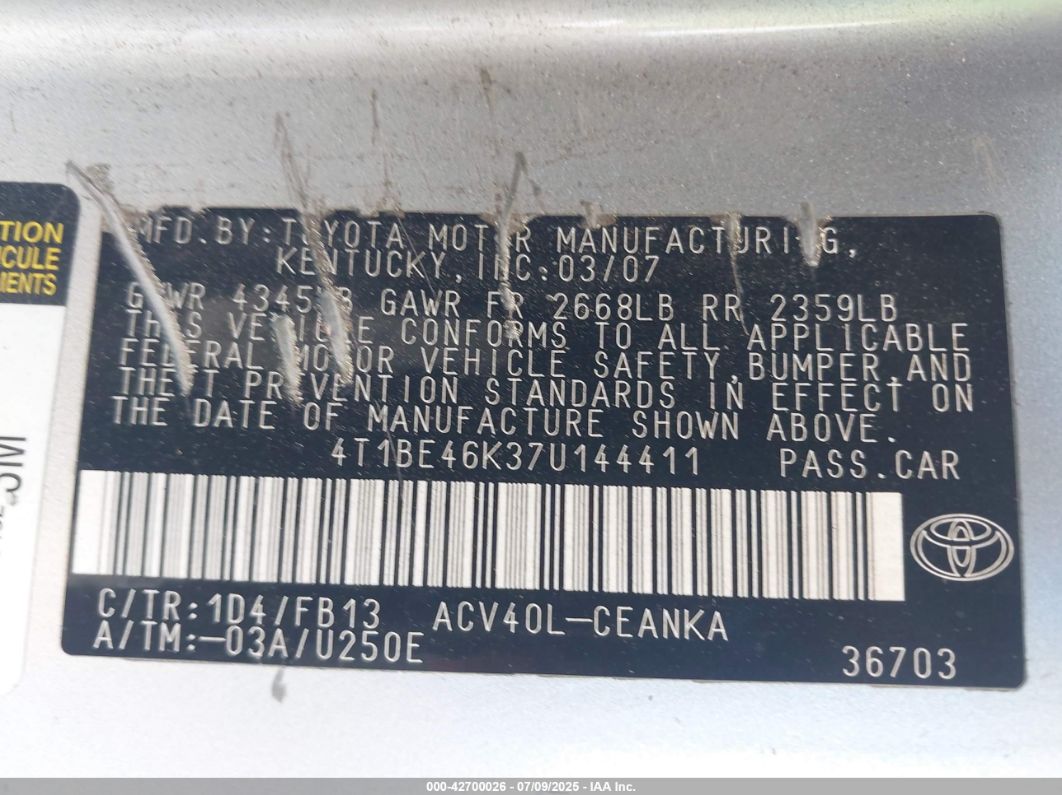 TION
CULE
MENTS
MFD.BY: TOYOTA MOTOR MANUFACTURING,
KENTUCKY, INC: 03/07
GVWR 4345LB GAWR FR 2668LB RR 2359LB
THIS VEHICLE CONFORMS TO ALL APPLICABLE
FEDERAL MOTOR VEHICLE SAFETY, BUMPER, AND
THEFT PREVENTION STANDARDS IN EFFECT ON
THE DATE OF MANUFACTURE SHOWN ABOVE.
4T1BE46K37U144411 PASS.CAR
C/TR:1D4/FB13 ACV40L-CEANKA
A/TM:-03A/U250E
36703
000-42700026 - 07/09/2025 - IAA Inc.